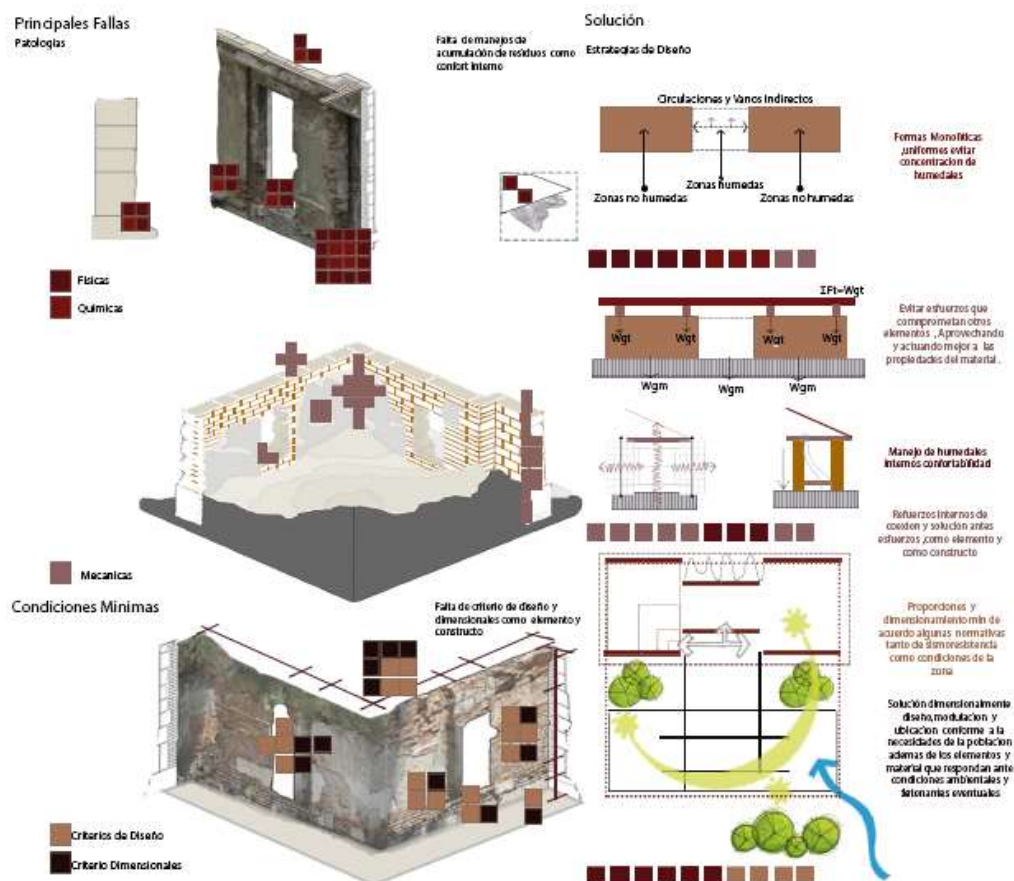 Principales Fallas
Patologias
Falta de manejos de
acumulación de residuos como
confort interno
Físicas
Químicas
Mecanicas
Condiciones Minimas
Falta de criterio de diseño y
dimensionales como elemento y
constructo
Criterios de Diseño
Criterio Dimensionales
Solución
Estrategias de Diseño
Circulaciones y Vanos Indirectos
Zonas humedas
Zonas no humedas
Zonas no humedas
Formas Monolíticas
,uniformes evitar
concentracion de
humedales
ΣFt=Wgt
Wgt
Wgt
Wgt
Wgt
Wgm
Wgm
Wgm
Evitar esfuerzos que
comnprometan otros
elementos , Aprovechando
y actuando mejor a las
propiedades del material .
Manejo de humedales
internos confortabilidad
Refuerzos internos de
coexion y solución antes
esfuerzos ,como elemento y
como constructo
Proporciones y
dimensionamiento min de
acuerdo algunas normativas
tanto de sismoresistencia
como condiciones de la
zona
Solución dimensionalmente
diseño, modulacion y
ubicacion conforme a la
necesidades de la poblacion
ademas de los elementos y
material que respondan ante
condiciones ambientales y
detonantes eventuales